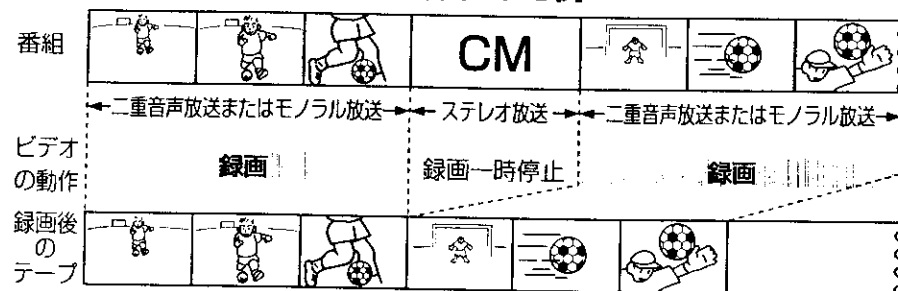 番組
CM
二重音声放送またはモノラル放送
ステレオ放送
二重音声放送またはモノラル放送
ビデオ
の動作
録画
録画一時停止
録画
録画後
の
テープ